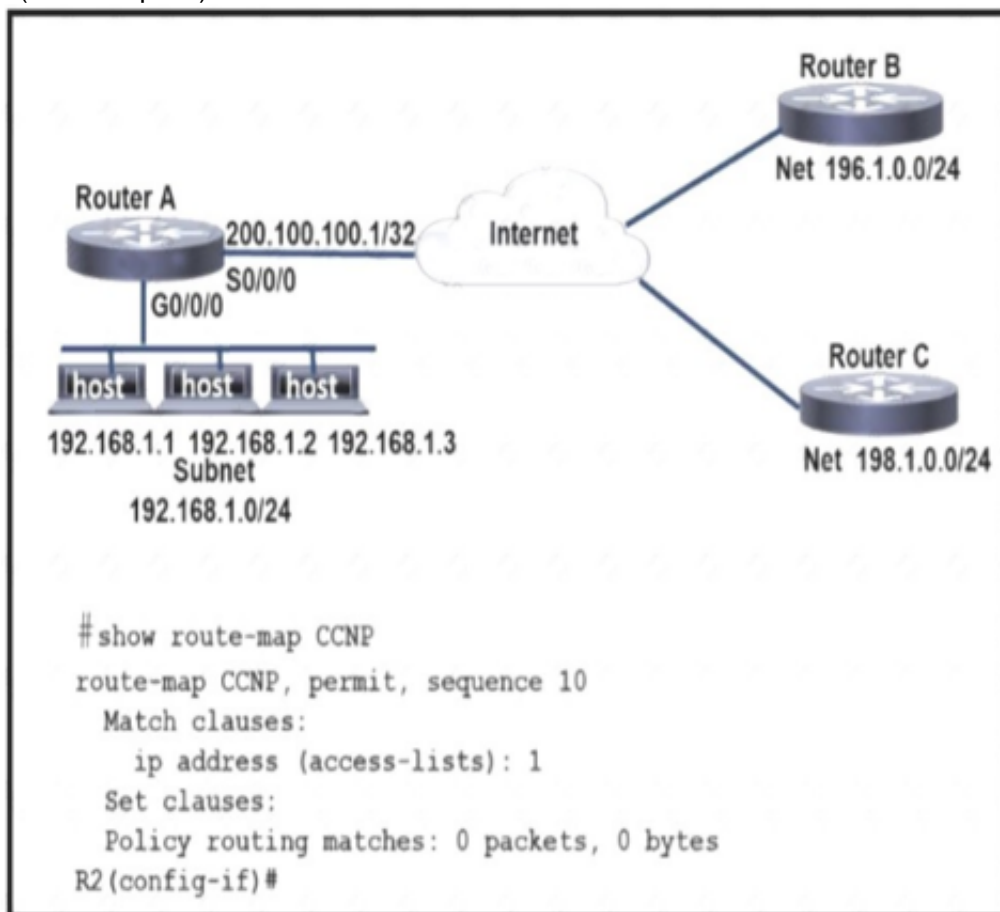 Router B
Net 196.1.0.0/24
Router A
200.100.100.1/32
Internet
S0/0/0
G0/0/0
host host host
192.168.1.1 192.168.1.2 192.168.1.3
Subnet
192.168.1.0/24
Router C
Net 198.1.0.0/24
#show route-map CCNP
route-map CCNP, permit, sequence 10
Match clauses:
ip address (access-lists): 1
Set clauses:
Policy routing matches: 0 packets, 0 bytes
R2(config-if)#